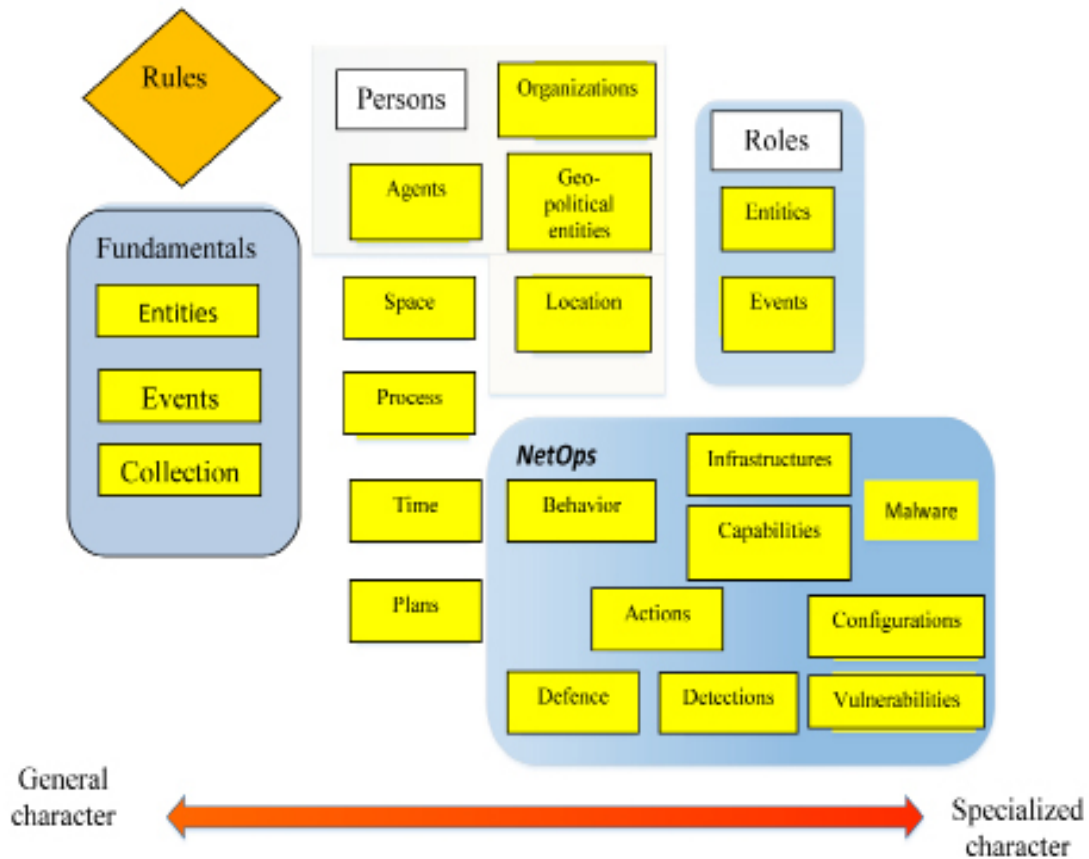 Rules
Persons
Organizations
Agents
Geo-
political
entities
Roles
Entities
Events
Fundamentals
Entities
Events
Collection
Space
Location
Process
Time
Plans
NetOps
Infrastructures
Behavior
Capabilities
Malware
Actions
Configurations
Defence
Detections
Vulnerabilities
General
character
Specialized
character